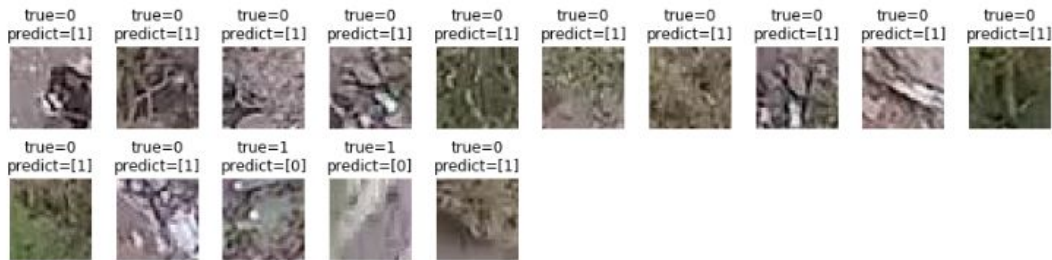 true=0 true=0 true=0 true=0 true=0 true=0 true=0 true=0 true=0 true=0
predict=[1] predict=[1] predict=[1] predict=[1] predict=[1] predict=[1] predict=[1] predict=[1] predict=[1] predict=[1]
true=0 true=0 true=1 true=1 true=0
predict=[1] predict=[1] predict=[0] predict=[0] predict=[1]